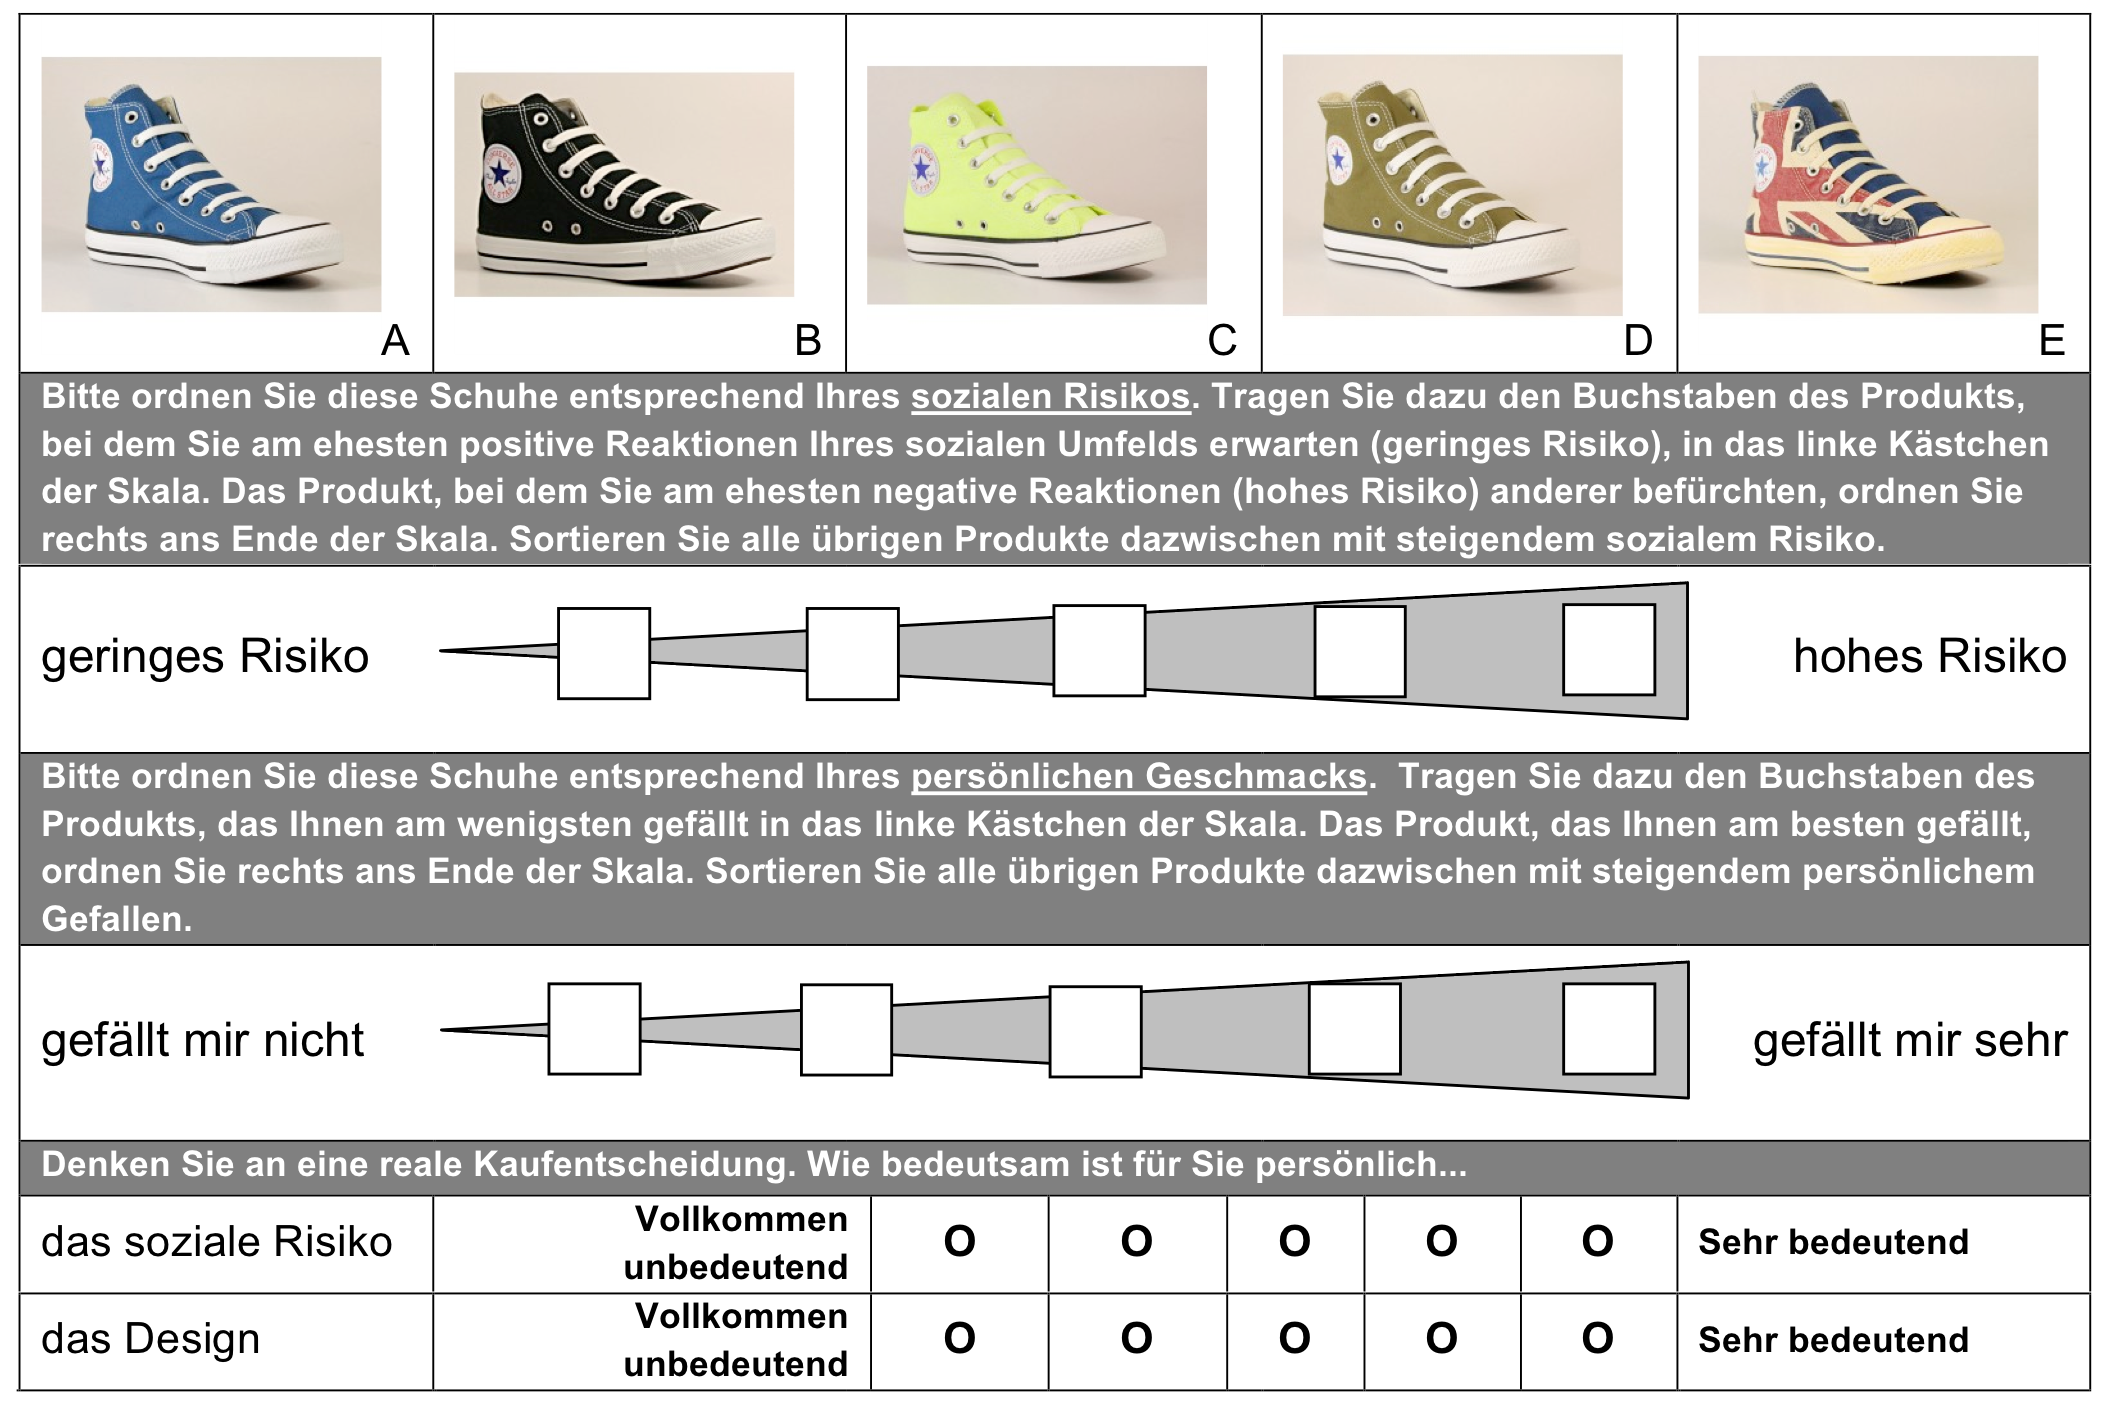 CONVERSE
ALL STAR
A
B
C
D
E
Bitte ordnen Sie diese Schuhe entsprechend Ihres sozialen Risikos. Tragen Sie dazu den Buchstaben des Produkts,
bei dem Sie am ehesten positive Reaktionen Ihres sozialen Umfelds erwarten (geringes Risiko), in das linke Kästchen
der Skala. Das Produkt, bei dem Sie am ehesten negative Reaktionen (hohes Risiko) anderer befürchten, ordnen Sie
rechts ans Ende der Skala. Sortieren Sie alle übrigen Produkte dazwischen mit steigendem sozialem Risiko.
geringes Risiko
hohes Risiko
Bitte ordnen Sie diese Schuhe entsprechend Ihres persönlichen Geschmacks. Tragen Sie dazu den Buchstaben des
Produkts, das Ihnen am wenigsten gefällt in das linke Kästchen der Skala. Das Produkt, das Ihnen am besten gefällt,
ordnen Sie rechts ans Ende der Skala. Sortieren Sie alle übrigen Produkte dazwischen mit steigendem persönlichem
Gefallen.
gefällt mir nicht
gefällt mir sehr
Denken Sie an eine reale Kaufentscheidung. Wie bedeutsam ist für Sie persönlich...
das soziale Risiko
Vollkommen
unbedeutend
O O O O O
Sehr bedeutend
das Design
Vollkommen
unbedeutend
O O O O O
Sehr bedeutend